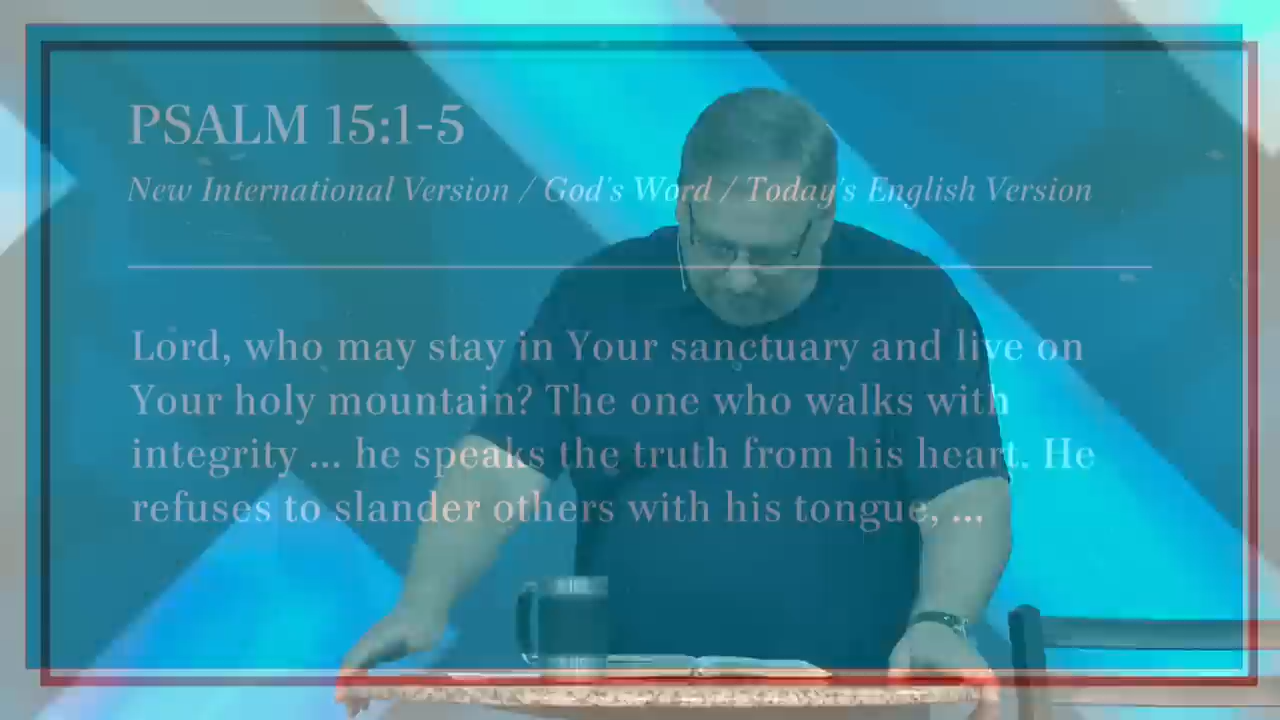 PSALM 15:1-5
New International Version / God's Word / Today's English Version
Lord, who may stay in Your sanctuary and live on
Your holy mountain? The one who walks with
integrity ... he speaks the truth from his heart. He
refuses to slander others with his tongue, ...